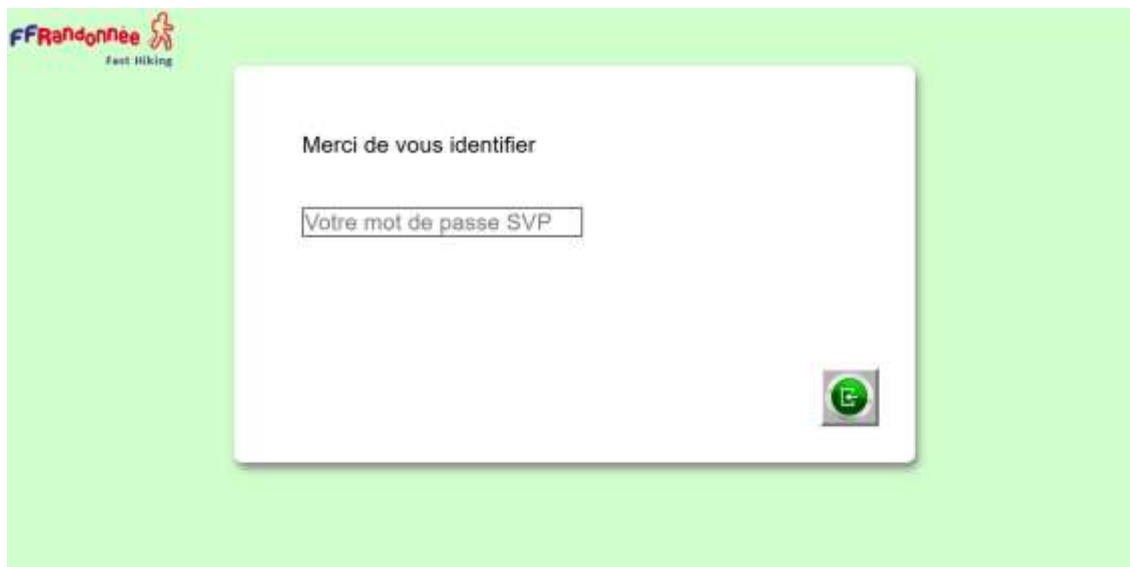 FFRandonnée
Fast Hiking
Merci de vous identifier
Votre mot de passe SVP